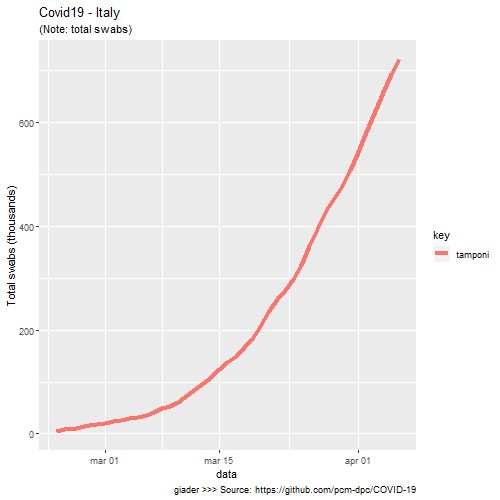 Covid19 - Italy
(Note: total swabs)
Total swabs (thousands)
600
400
200
0
mar 01
mar 15
apr 01
data
key
tamponi
giader >>> Source: https://github.com/pcm-dpc/COVID-19